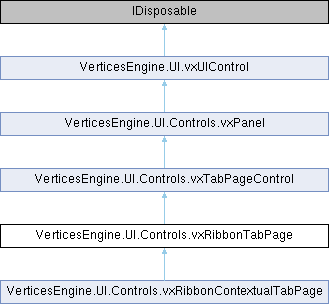 IDisposable
VerticesEngine.UI.vxUIControl
VerticesEngine.UI.Controls.vxPanel
VerticesEngine.UI.Controls.vxTabPageControl
VerticesEngine.UI.Controls.vxRibbonTabPage
VerticesEngine.UI.Controls.vxRibbonContextualTabPage